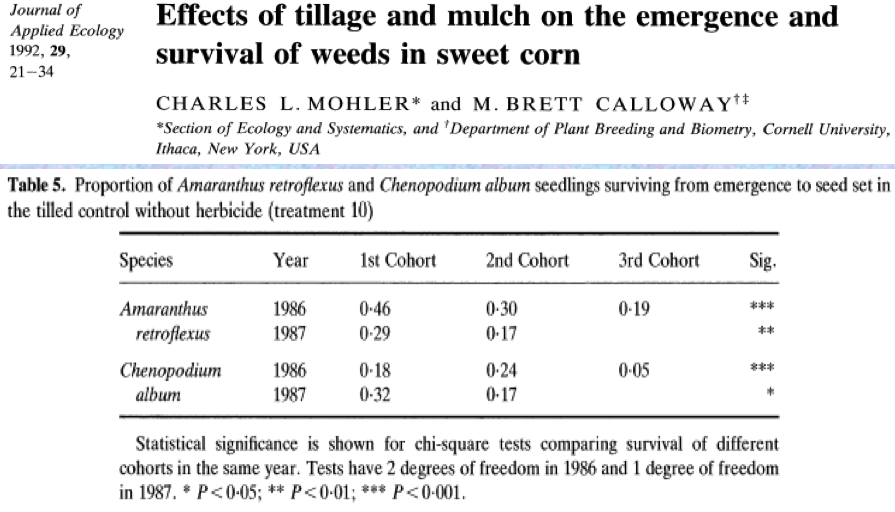 Journal of
Applied Ecology
1992, 29,
21–34
Effects of tillage and mulch on the emergence and
survival of weeds in sweet corn
CHARLES L. MOHLER* and M. BRETT CALLOWAY†‡
*Section of Ecology and Systematics, and †Department of Plant Breeding and Biometry, Cornell University,
Ithaca, New York, USA
Table 5. Proportion of Amaranthus retroflexus and Chenopodium album seedlings surviving from emergence to seed set in
the tilled control without herbicide (treatment 10)
Species Year 1st Cohort 2nd Cohort 3rd Cohort Sig.
Amaranthus 1986 0·46 0·30 0·19 ***
retroflexus 1987 0·29 0·17 **
Chenopodium 1986 0·18 0·24 0·05 ***
album 1987 0·32 0·17 *
Statistical significance is shown for chi-square tests comparing survival of different
cohorts in the same year. Tests have 2 degrees of freedom in 1986 and 1 degree of freedom
in 1987. * P<0·05; ** P<0·01; *** P<0·001.